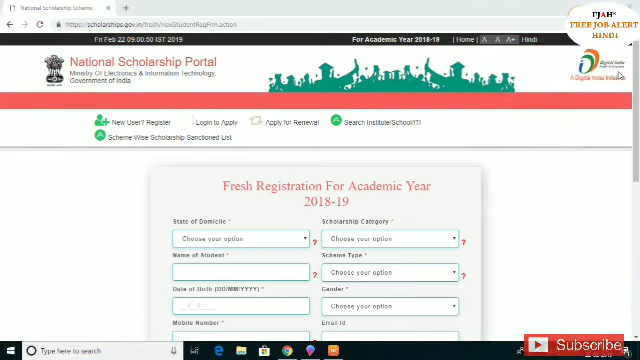 National Scholarship Scheme
https://scholarships.gov.in/fresh/newStudentRegFrm.action
FJAH*
FREE JOB ALERT
HINDI
Fri Feb 22 09:00:50 IST 2019
For Academic Year 2018-19
| Home | A- A A+ Hindi
National Scholarship Portal
Ministry Of Electronics & Information Technology,
Government of India
Digital India
A Digital India Initiative
New User? Register
Login to Apply
Apply for Renewal
Search Institute/School/ITI
Scheme Wise Scholarship Sanctioned List
Fresh Registration For Academic Year
2018-19
State of Domicile *
Scholarship Category *
Choose your option
?
Choose your option
?
Name of Student *
Scheme Type *
?
Choose your option
?
Date of Birth (DD/MM/YYYY) *
Gender *
__/__/____
Choose your option
Mobile Number *
Email Id
Type here to search
Subscribe